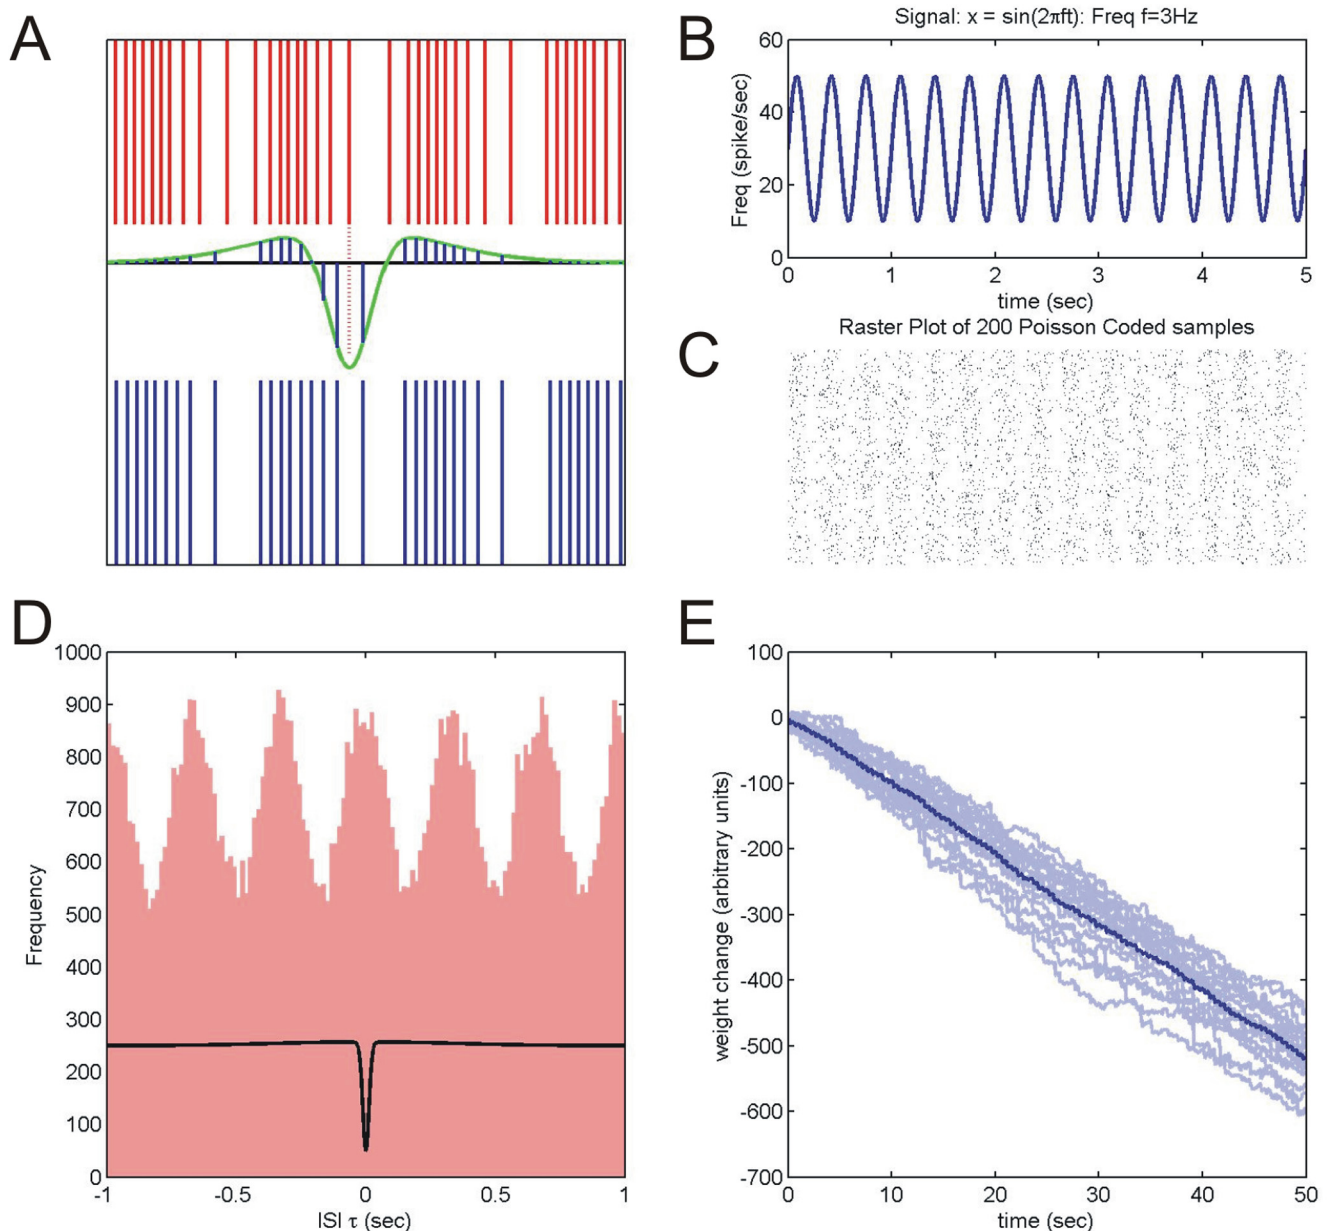 A
B
Signal: x = sin(2πft): Freq f=3Hz
60
40
20
0
Freq (spike/sec)
0 1 2 3 4 5
time (sec)
C
Raster Plot of 200 Poisson Coded samples
D
1000
900
800
700
600
500
400
300
200
100
0
Frequency
-1 -0.5 0 0.5 1
ISI τ (sec)
E
100
0
-100
-200
-300
-400
-500
-600
-700
weight change (arbitrary units)
0 10 20 30 40 50
time (sec)